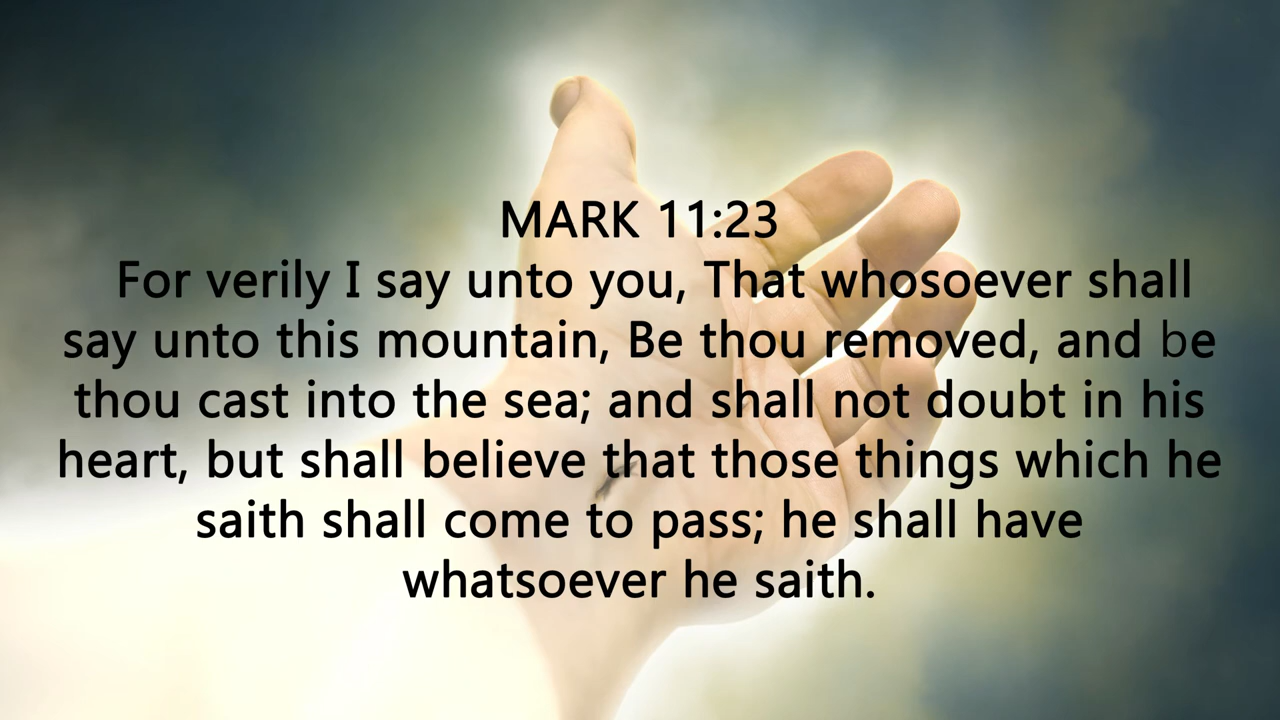 MARK 11:23
For verily I say unto you, That whosoever shall
say unto this mountain, Be thou removed, and be
thou cast into the sea; and shall not doubt in his
heart, but shall believe that those things which he
saith shall come to pass; he shall have
whatsoever he saith.